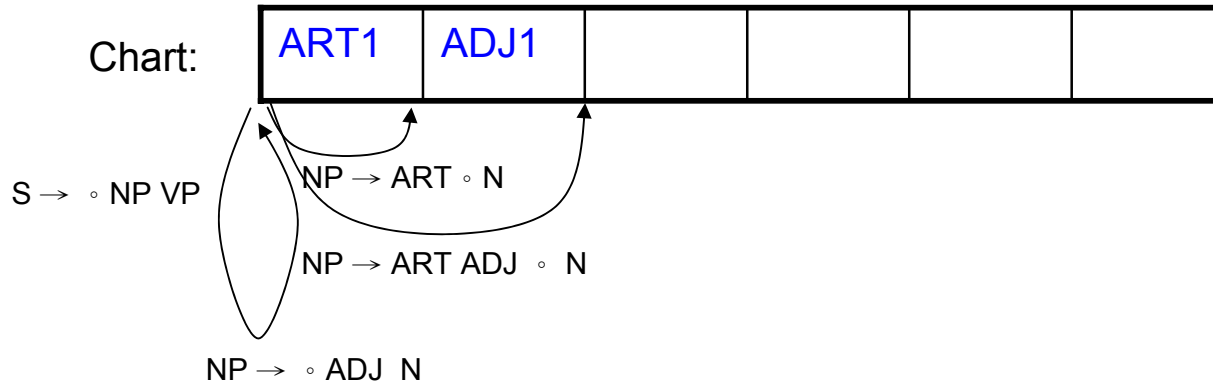 Chart: ART1 ADJ1
NP → ART ◦ N
S → ◦ NP VP
NP → ART ADJ ◦ N
NP → ◦ ADJ N